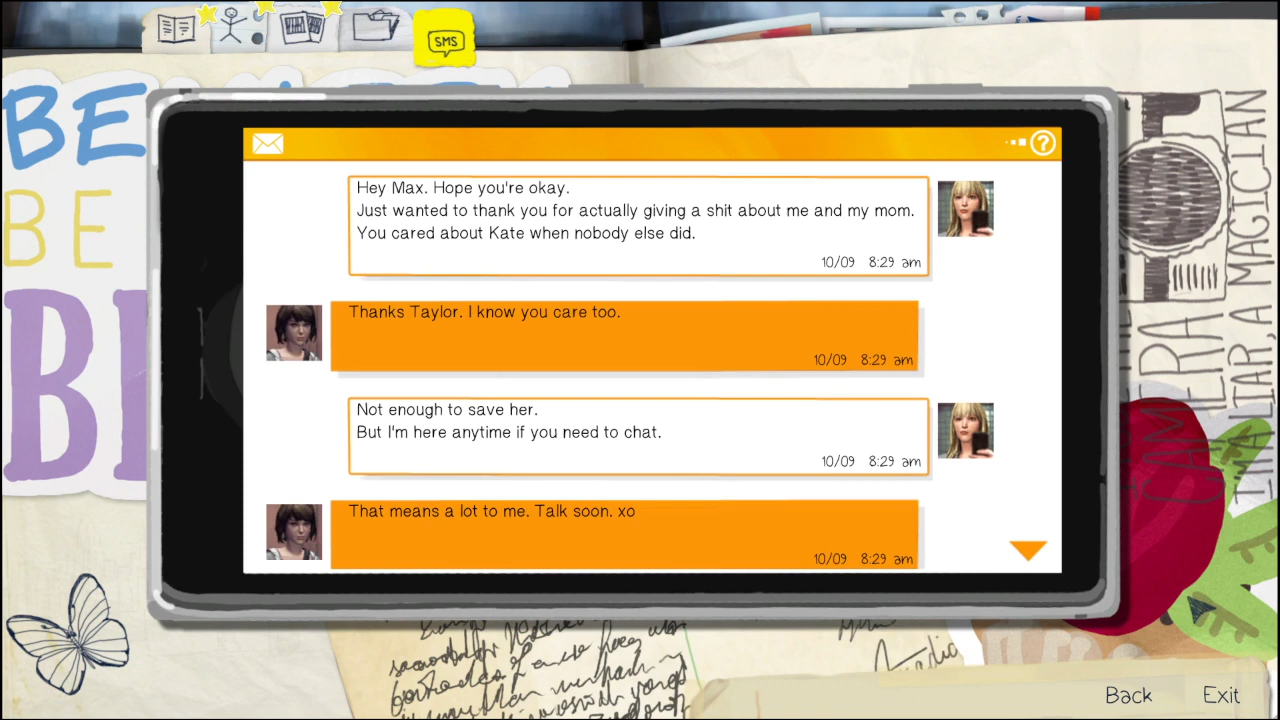 SMS
BE
BE
Hey Max. Hope you're okay.
Just wanted to thank you for actually giving a shit about me and my mom.
You cared about Kate when nobody else did.
10/09 8:29 am
Thanks Taylor. I know you care too.
10/09 8:29 am
Not enough to save her.
But I'm here anytime if you need to chat.
10/09 8:29 am
That means a lot to me. Talk soon. xo
10/09 8:29 am
?
CAMERA
LIAR, A MAGICIAN
Back
Exit